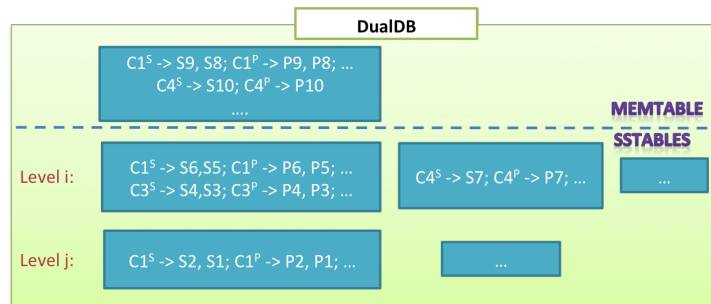 DualDB
C1ˢ -> S9, S8; C1ᴾ -> P9, P8; ...
C4ˢ -> S10; C4ᴾ -> P10
....
MEMTABLE
SSTABLES
Level i:
C1ˢ -> S6,S5; C1ᴾ -> P6, P5; ...
C3ˢ -> S4,S3; C3ᴾ -> P4, P3; ...
C4ˢ -> S7; C4ᴾ -> P7; ...
...
Level j:
C1ˢ -> S2, S1; C1ᴾ -> P2, P1; ...
...